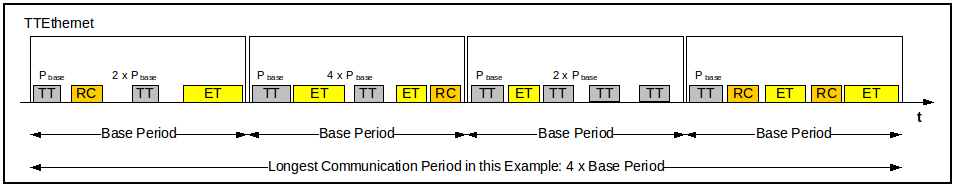 TTEthernet
P base 2 x P base P base 4 x P base P base 2 x P base P base
TT RC TT ET TT ET TT ET RC TT ET TT TT TT TT RC ET RC ET
t
Base Period Base Period Base Period Base Period
Longest Communication Period in this Example: 4 x Base Period